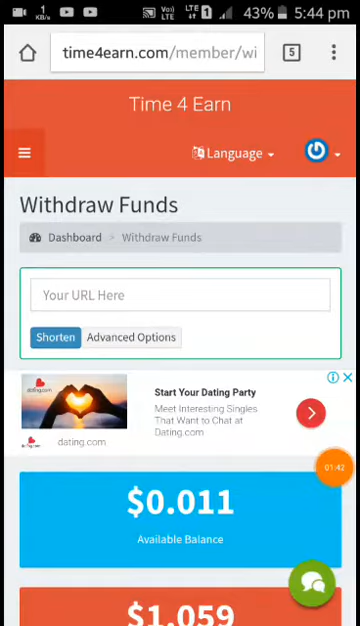 1
KB/s
Vo))
LTE
LTE
1
43%
5:44 pm
time4earn.com/member/wi
5
Time 4 Earn
Language
Withdraw Funds
Dashboard > Withdraw Funds
Your URL Here
Shorten
Advanced Options
Start Your Dating Party
Meet Interesting Singles
That Want to Chat at
Dating.com
dating.com
01:42
$0.011
Available Balance
$1.059